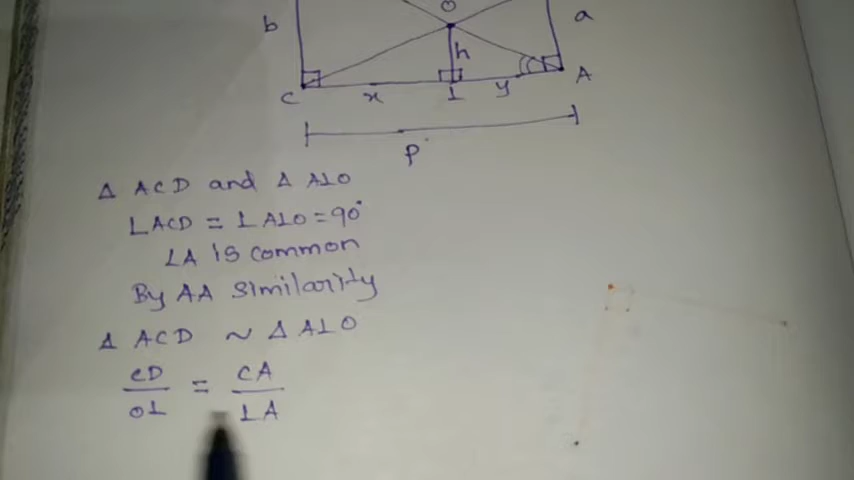 O
b
a
h
C
x
L
y
A
P
Δ ACD and Δ ALO
∠ACD = ∠ALO = 90°
∠A is common
By AA similarity
Δ ACD ~ Δ ALO
CD/OL = CA/LA